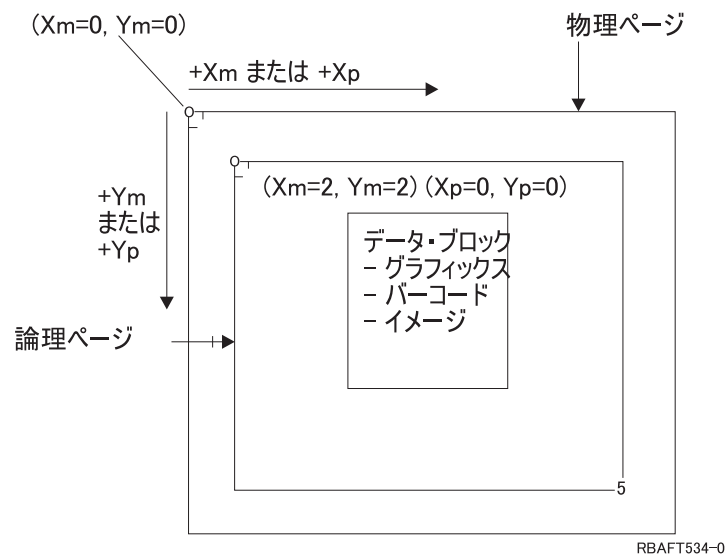 (Xm=0, Ym=0)
物理ページ
+Xm または +Xp
(Xm=2, Ym=2) (Xp=0, Yp=0)
+Ym
または
+Yp
データ・ブロック
- グラフィックス
- バーコード
- イメージ
論理ページ
5
RBAFT534-0